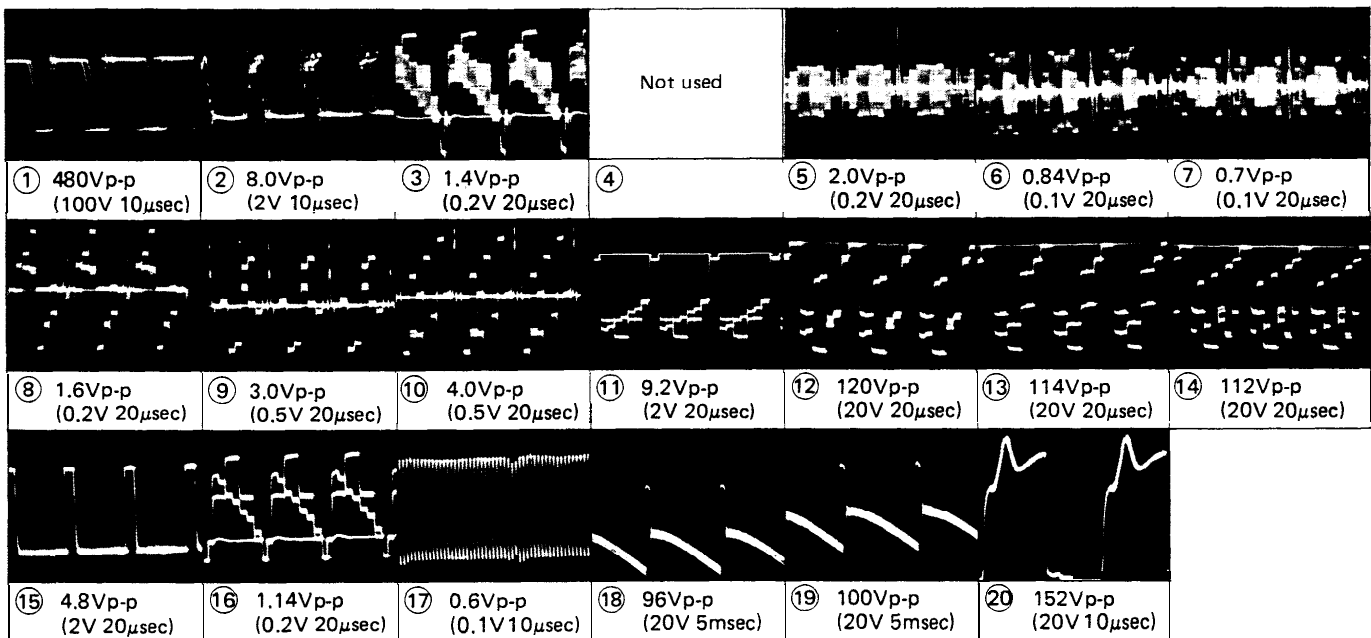 Not used
① 480Vp-p
(100V 10μsec)
② 8.0Vp-p
(2V 10μsec)
③ 1.4Vp-p
(0.2V 20μsec)
④
⑤ 2.0Vp-p
(0.2V 20μsec)
⑥ 0.84Vp-p
(0.1V 20μsec)
⑦ 0.7Vp-p
(0.1V 20μsec)
⑧ 1.6Vp-p
(0.2V 20μsec)
⑨ 3.0Vp-p
(0.5V 20μsec)
⑩ 4.0Vp-p
(0.5V 20μsec)
⑪ 9.2Vp-p
(2V 20μsec)
⑫ 120Vp-p
(20V 20μsec)
⑬ 114Vp-p
(20V 20μsec)
⑭ 112Vp-p
(20V 20μsec)
⑮ 4.8Vp-p
(2V 20μsec)
⑯ 1.14Vp-p
(0.2V 20μsec)
⑰ 0.6Vp-p
(0.1V10μsec)
⑱ 96Vp-p
(20V 5msec)
⑲ 100Vp-p
(20V 5msec)
⑳ 152Vp-p
(20V 10μsec)